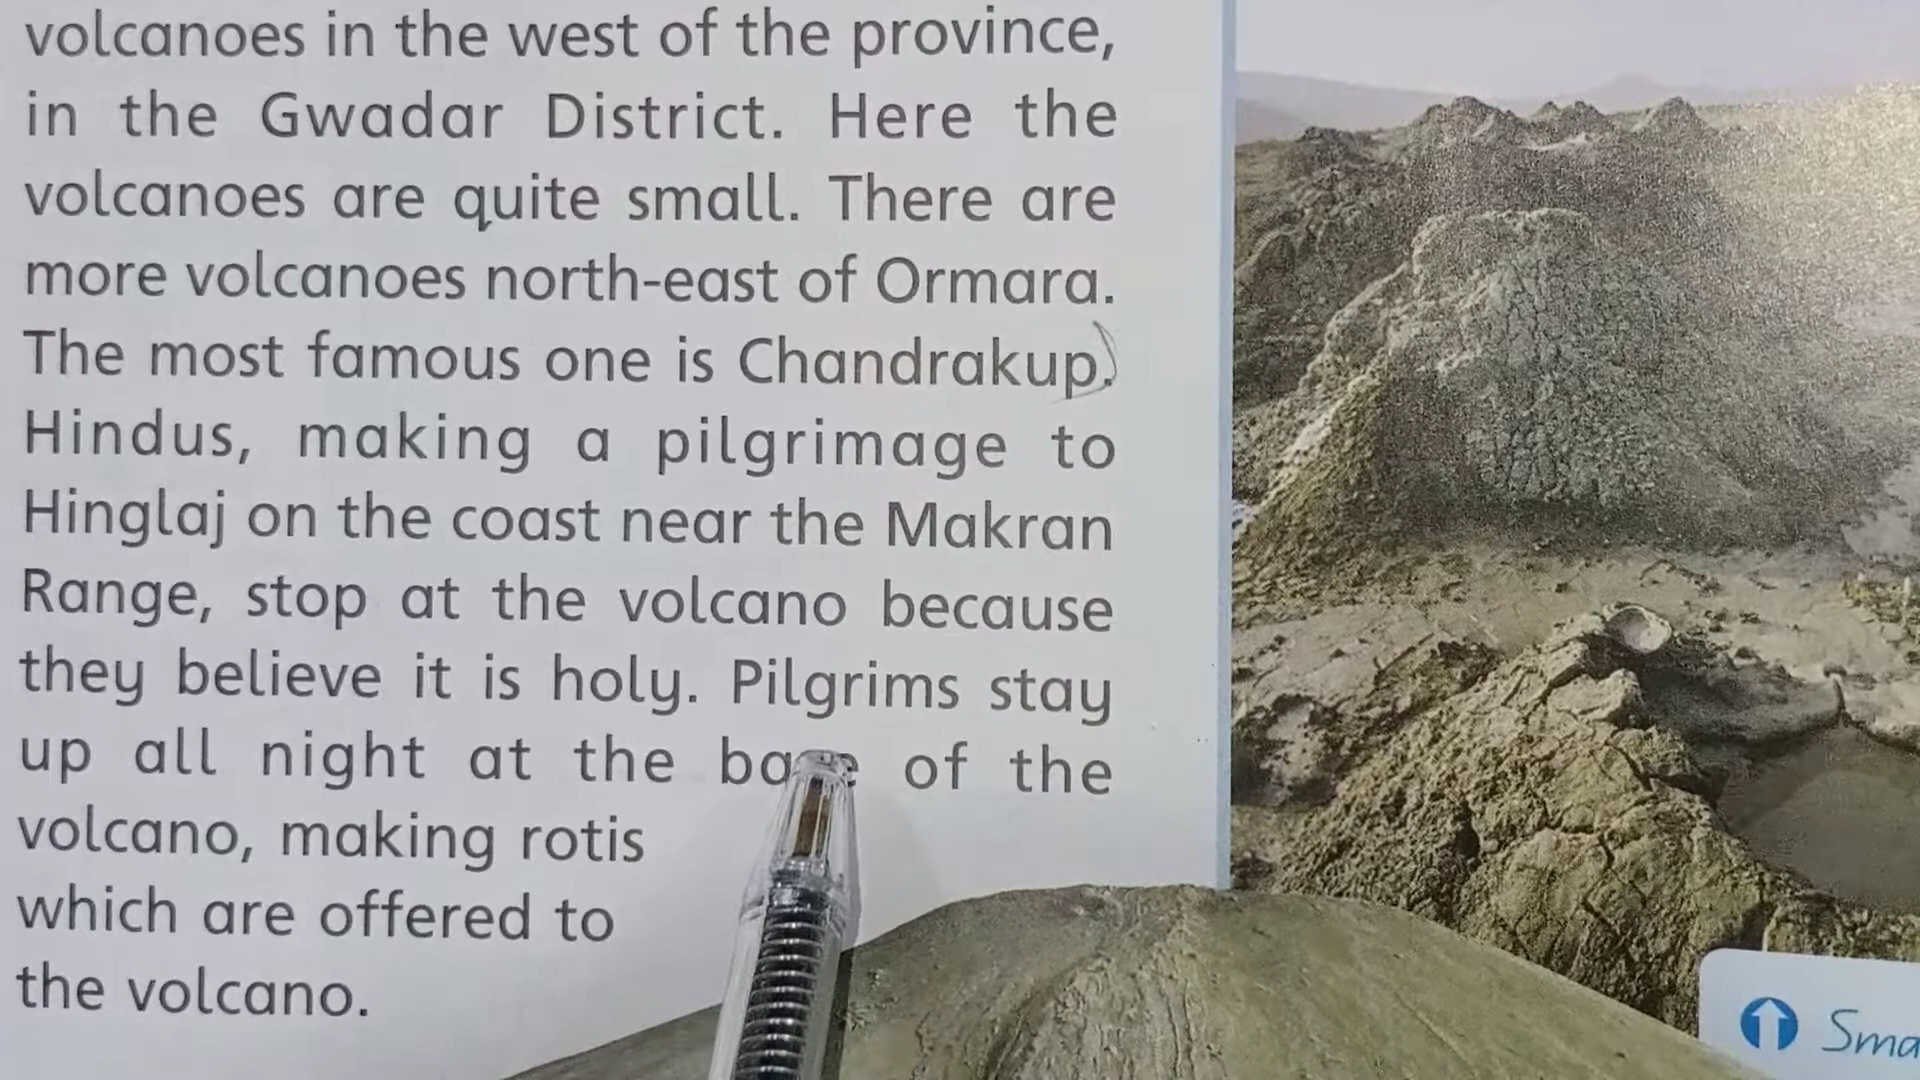 volcanoes in the west of the province,
in the Gwadar District. Here the
volcanoes are quite small. There are
more volcanoes north-east of Ormara.
The most famous one is Chandrakup.
Hindus, making a pilgrimage to
Hinglaj on the coast near the Makran
Range, stop at the volcano because
they believe it is holy. Pilgrims stay
up all night at the base of the
volcano, making rotis
which are offered to
the volcano.